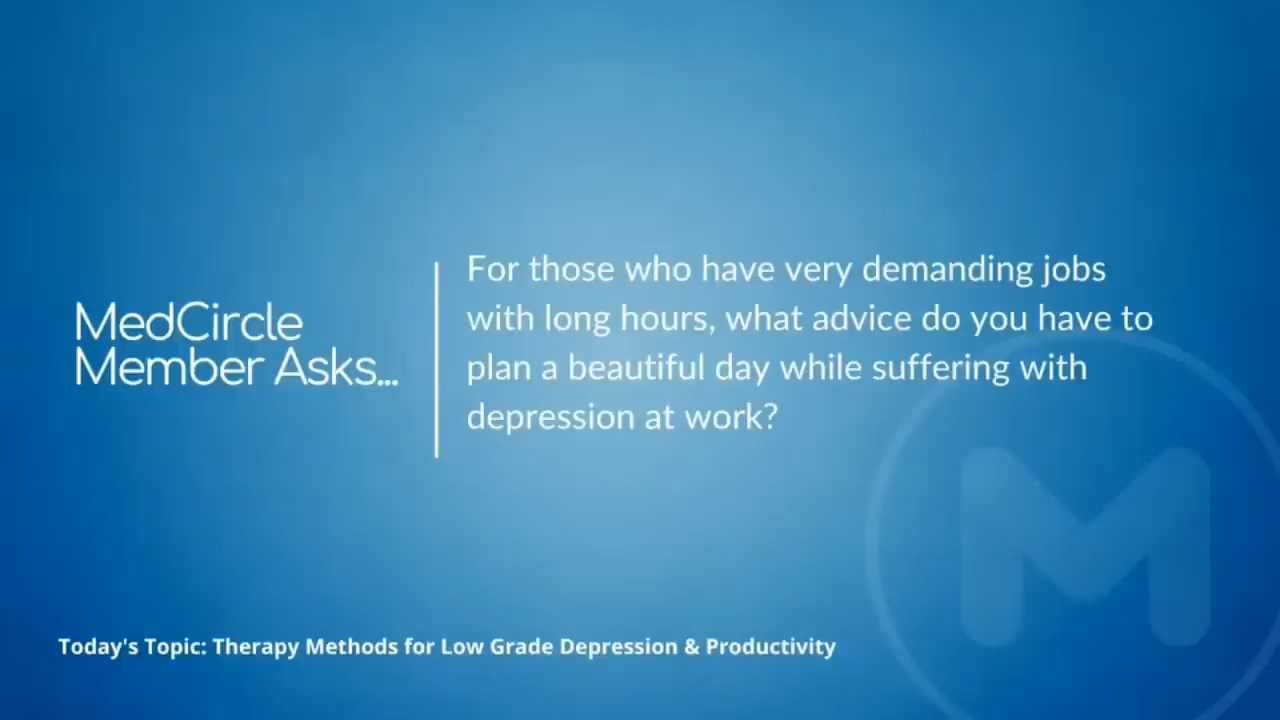 MedCircle
Member Asks...
For those who have very demanding jobs
with long hours, what advice do you have to
plan a beautiful day while suffering with
depression at work?
M
Today's Topic: Therapy Methods for Low Grade Depression & Productivity